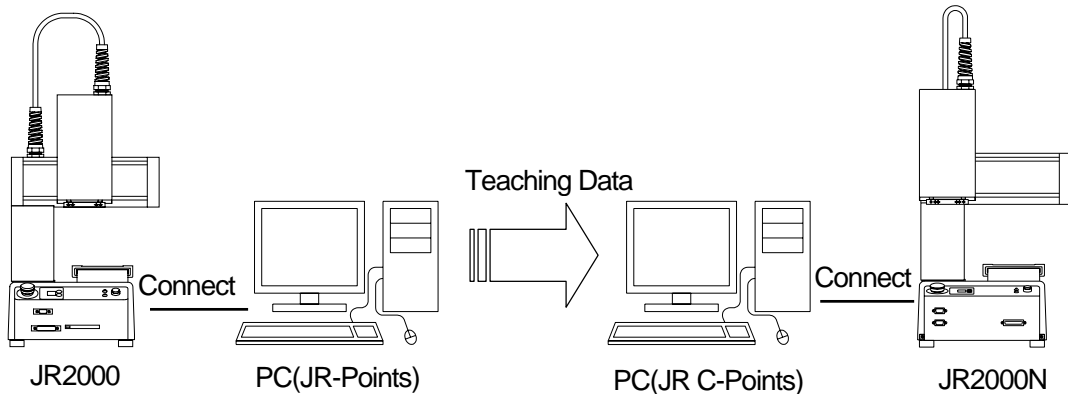 Teaching Data
Connect
Connect
JR2000
PC(JR-Points)
PC(JR C-Points)
JR2000N